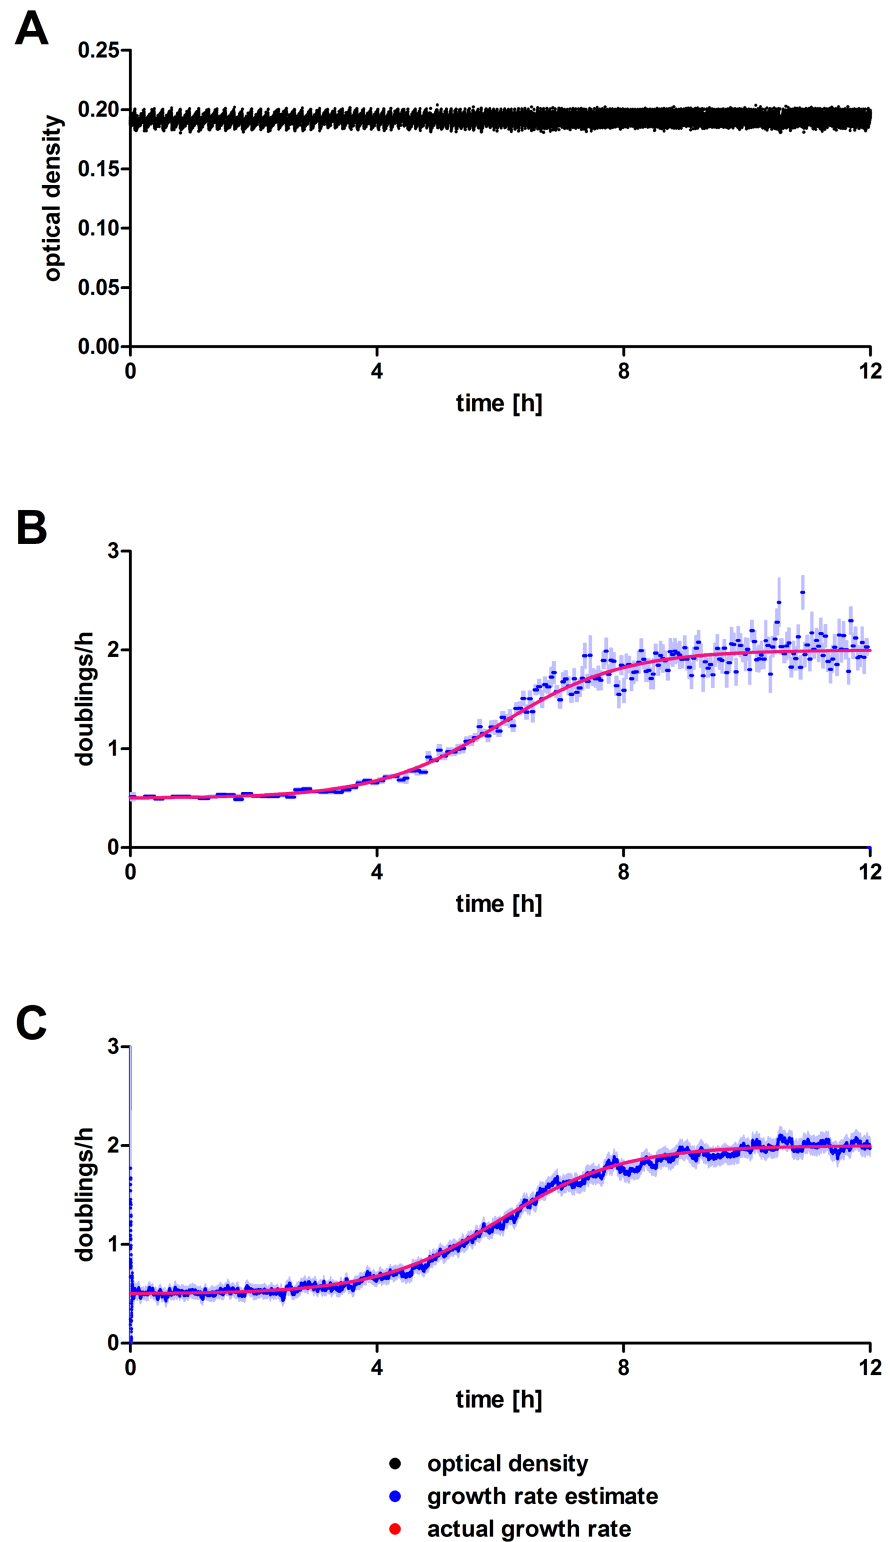 A
0.25
0.20
0.15
0.10
0.05
0.00
optical density
0 4 8 12
time [h]
B
3
2
1
0
doublings/h
0 4 8 12
time [h]
C
3
2
1
0
doublings/h
0 4 8 12
time [h]
optical density
growth rate estimate
actual growth rate